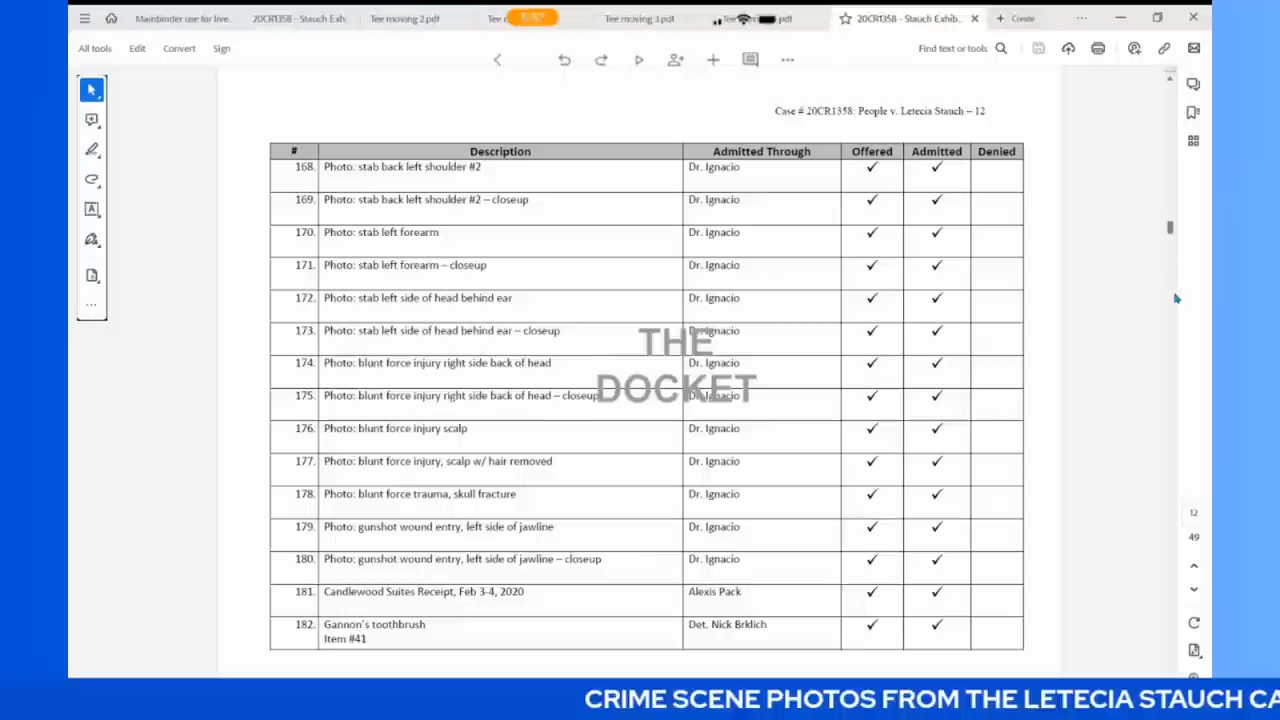 Mainbinder use for live.
20CR1358 - Stauch Exh
Tee moving 2.pdf
Tee moving 3.pdf
20CR1358 - Stauch Exhib...
Create
All tools Edit Convert Sign
Find text or tools
Case # 20CR1358: People v. Letecia Stauch – 12
# Description Admitted Through Offered Admitted Denied
168. Photo: stab back left shoulder #2 Dr. Ignacio ✓ ✓
169. Photo: stab back left shoulder #2 – closeup Dr. Ignacio ✓ ✓
170. Photo: stab left forearm Dr. Ignacio ✓ ✓
171. Photo: stab left forearm – closeup Dr. Ignacio ✓ ✓
172. Photo: stab left side of head behind ear Dr. Ignacio ✓ ✓
173. Photo: stab left side of head behind ear – closeup Dr. Ignacio ✓ ✓
THE
174. Photo: blunt force injury right side back of head Dr. Ignacio ✓ ✓
DOCKET
175. Photo: blunt force injury right side back of head – closeup Dr. Ignacio ✓ ✓
176. Photo: blunt force injury scalp Dr. Ignacio ✓ ✓
177. Photo: blunt force injury, scalp w/ hair removed Dr. Ignacio ✓ ✓
178. Photo: blunt force trauma, skull fracture Dr. Ignacio ✓ ✓
179. Photo: gunshot wound entry, left side of jawline Dr. Ignacio ✓ ✓
180. Photo: gunshot wound entry, left side of jawline – closeup Dr. Ignacio ✓ ✓
181. Candlewood Suites Receipt, Feb 3-4, 2020 Alexis Pack ✓ ✓
182. Gannon's toothbrush Det. Nick Brklich ✓ ✓
Item #41
12
49
CRIME SCENE PHOTOS FROM THE LETECIA STAUCH CA